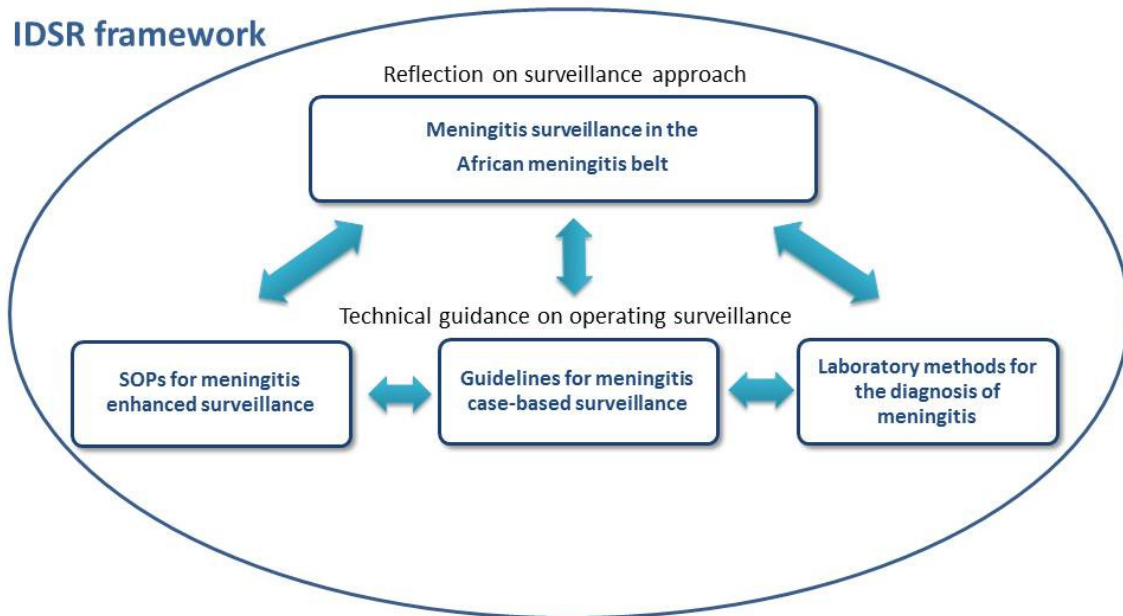 IDSR framework
Reflection on surveillance approach
Meningitis surveillance in the
African meningitis belt
Technical guidance on operating surveillance
SOPs for meningitis
enhanced surveillance
Guidelines for meningitis
case-based surveillance
Laboratory methods for
the diagnosis of
meningitis